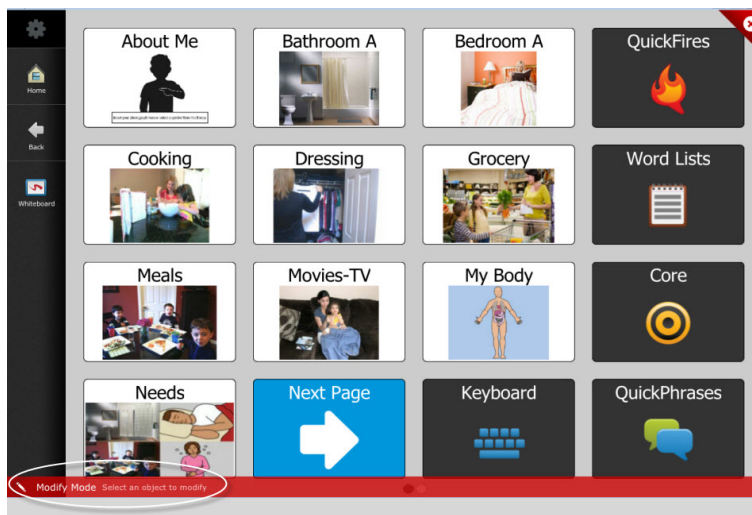 About Me
Bathroom A
Bedroom A
QuickFires
Home
Back
Cooking
Dressing
Grocery
Word Lists
Whiteboard
Meals
Movies-TV
My Body
Core
Needs
Next Page
Keyboard
QuickPhrases
Modify Mode Select an object to modify